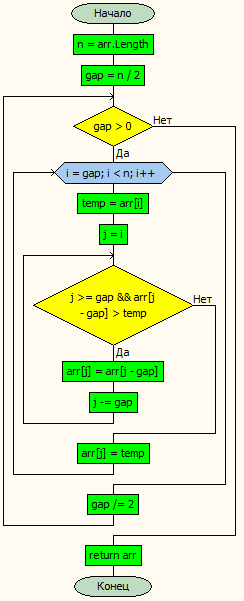 Начало
n = arr.Length
gap = n / 2
gap > 0
Нет
Да
i = gap; i < n; i++
temp = arr[i]
j = i
j >= gap && arr[j
- gap] > temp
Нет
Да
arr[j] = arr[j - gap]
j -= gap
arr[j] = temp
gap /= 2
return arr
Конец